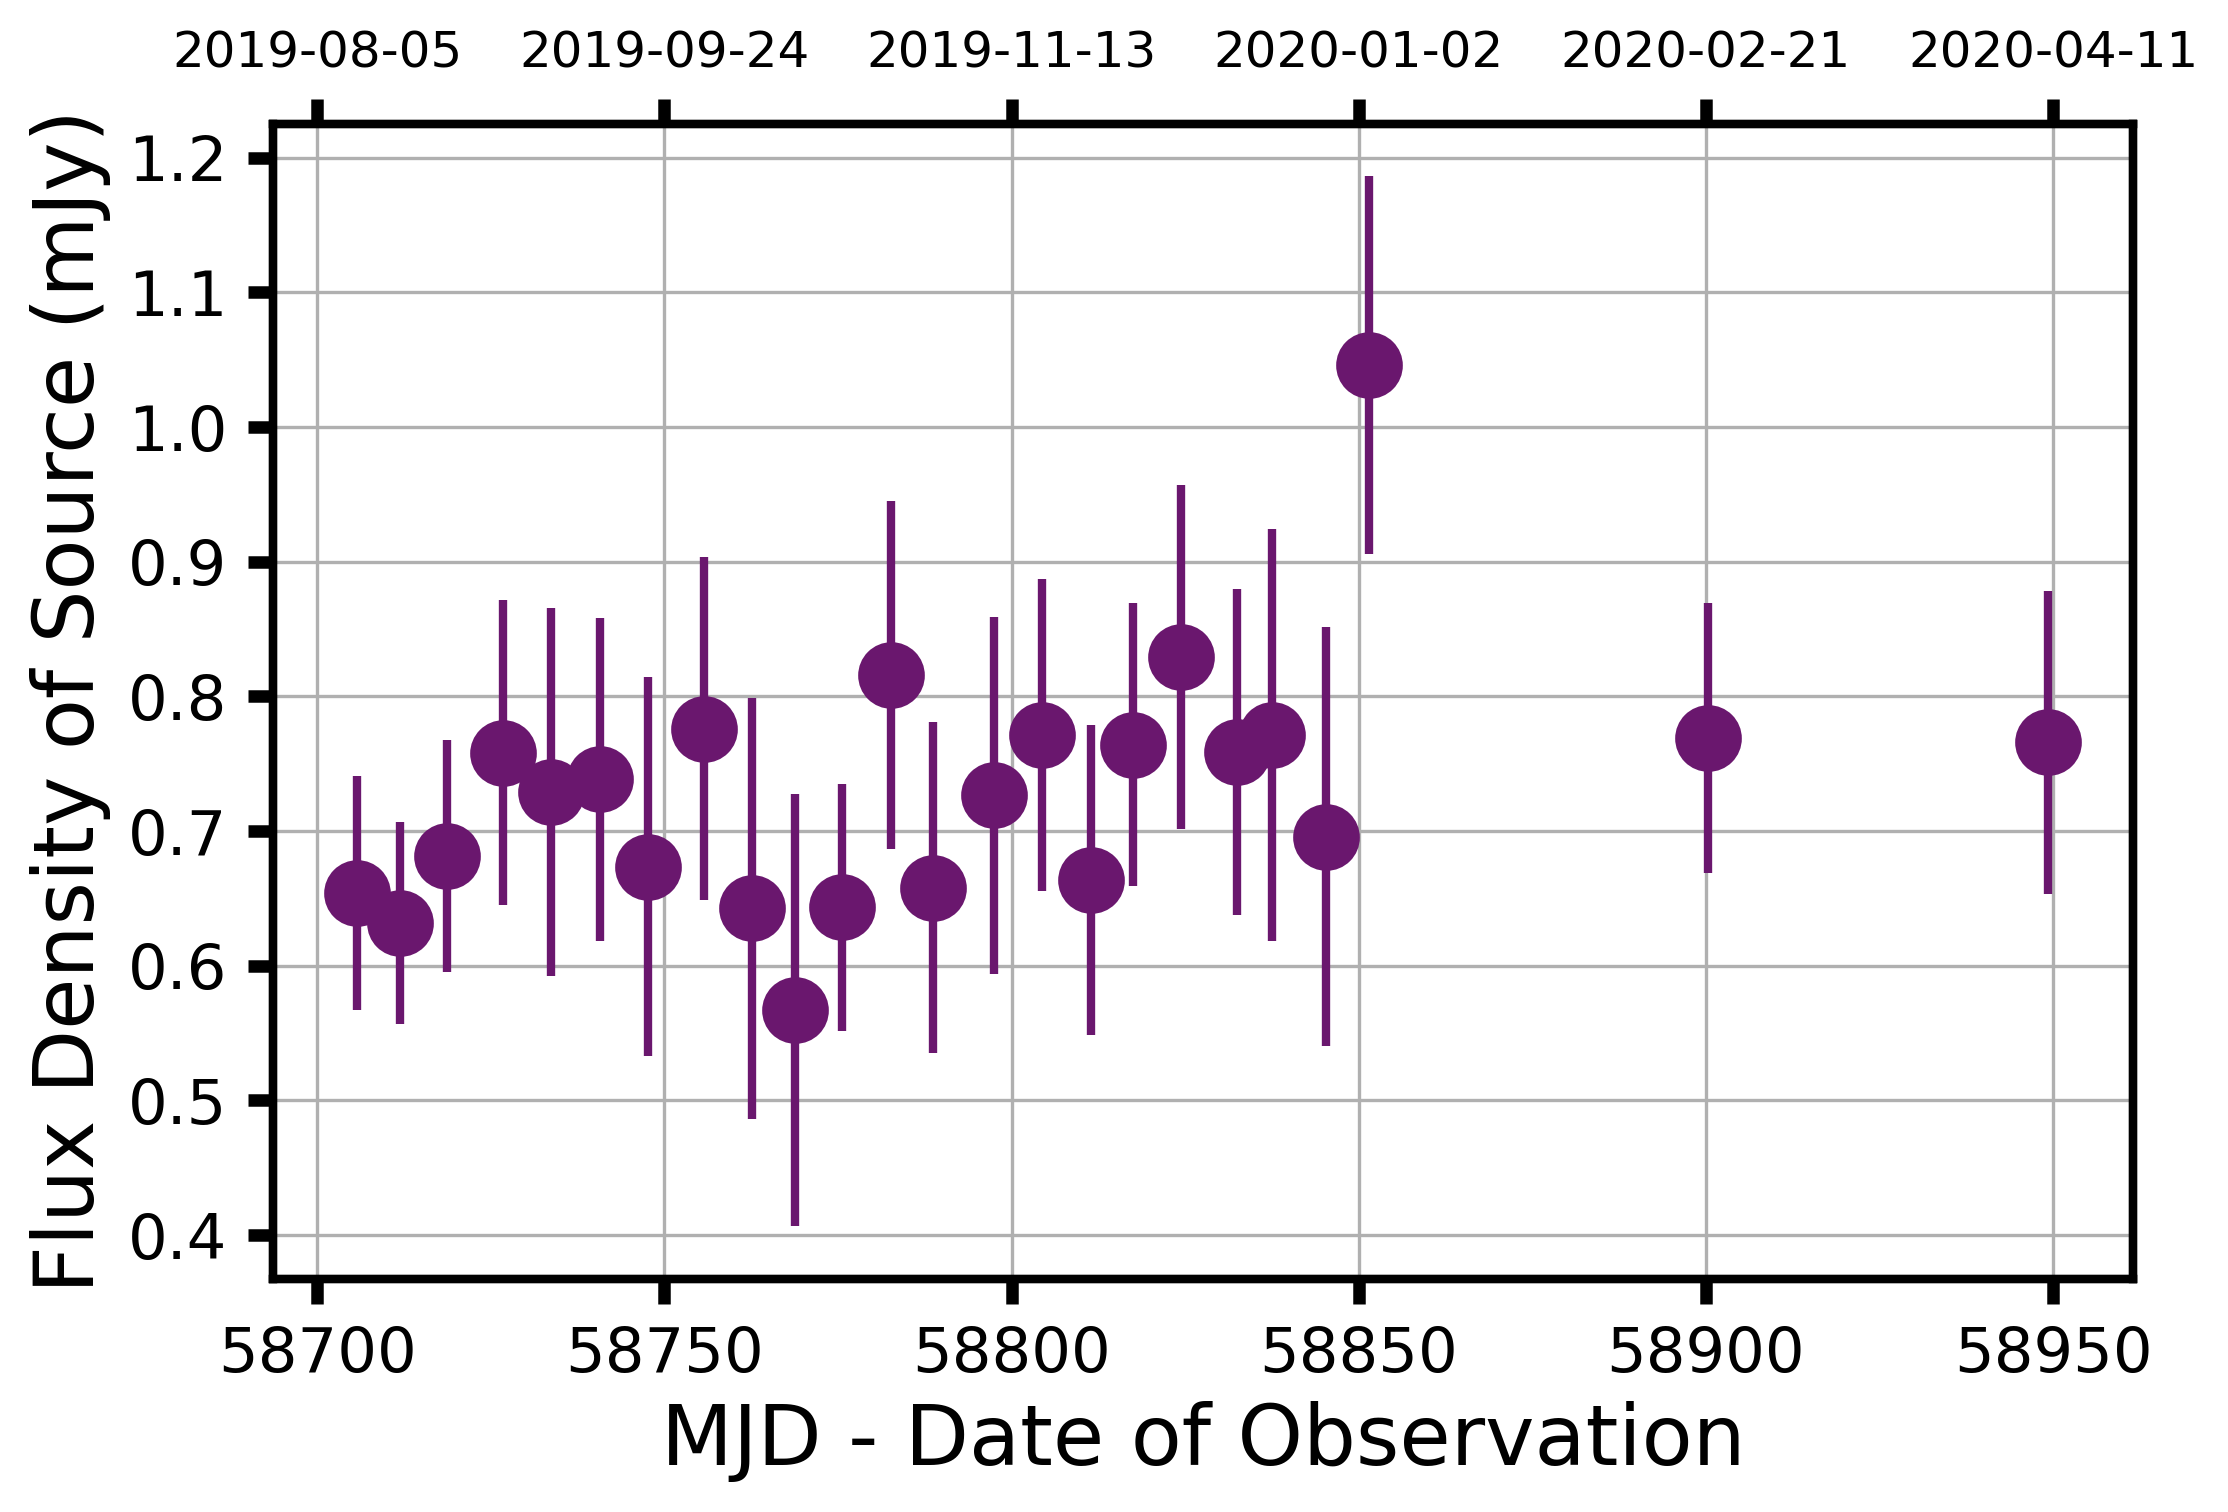 2019-08-05 2019-09-24 2019-11-13 2020-01-02 2020-02-21 2020-04-11
Flux Density of Source (mJy)
1.2
1.1
1.0
0.9
0.8
0.7
0.6
0.5
0.4
58700 58750 58800 58850 58900 58950
MJD - Date of Observation